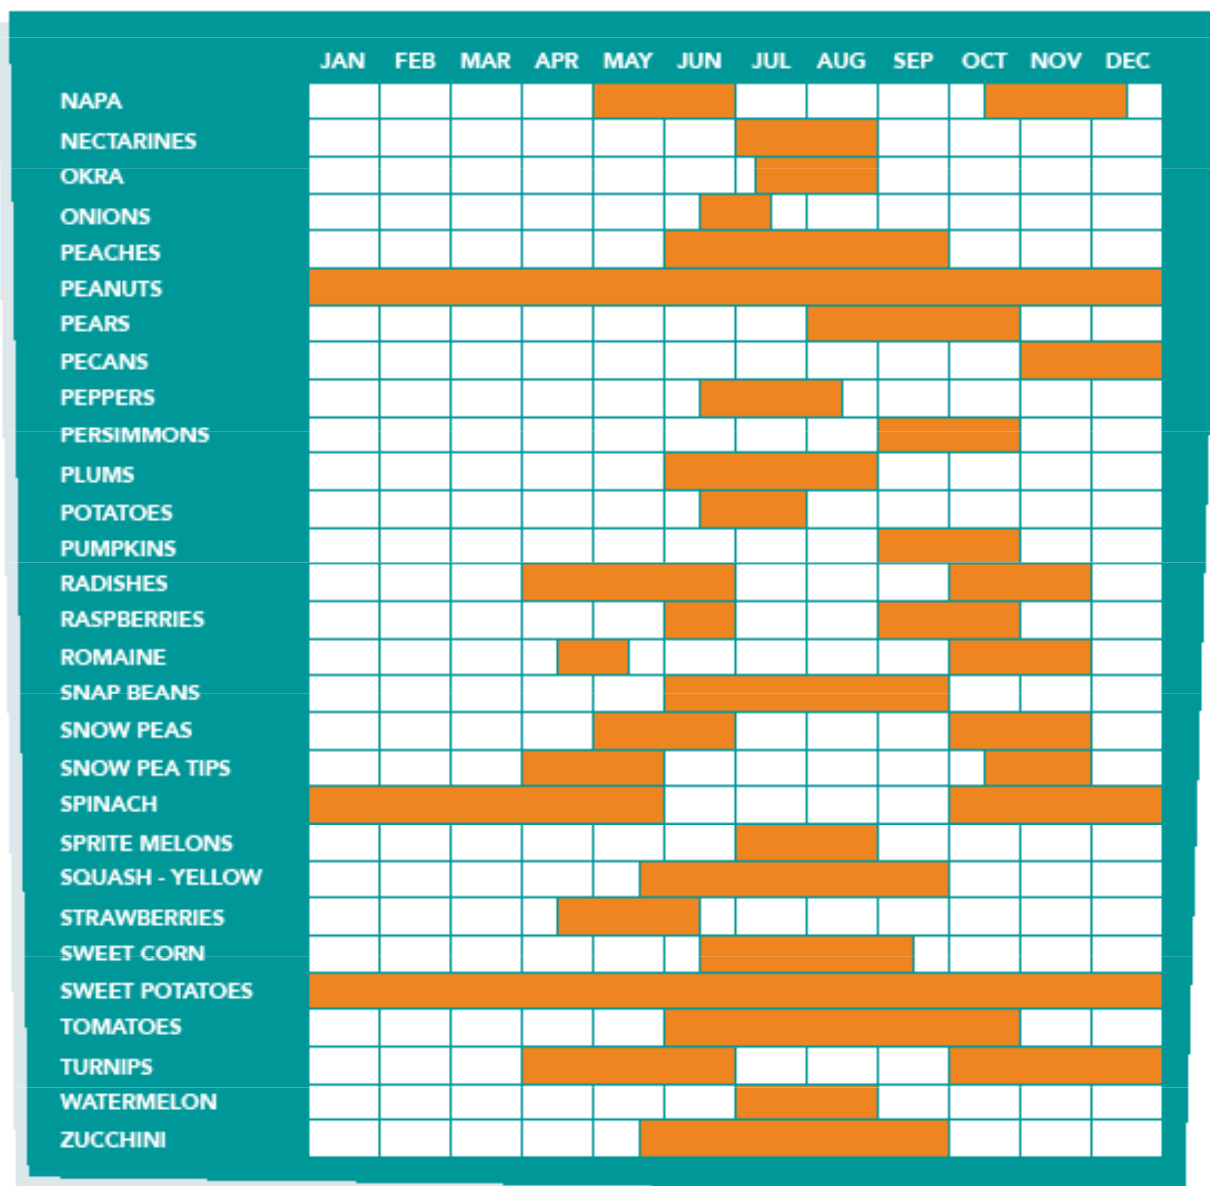 JAN FEB MAR APR MAY JUN JUL AUG SEP OCT NOV DEC
NAPA
NECTARINES
OKRA
ONIONS
PEACHES
PEANUTS
PEARS
PECANS
PEPPERS
PERSIMMONS
PLUMS
POTATOES
PUMPKINS
RADISHES
RASPBERRIES
ROMAINE
SNAP BEANS
SNOW PEAS
SNOW PEA TIPS
SPINACH
SPRITE MELONS
SQUASH - YELLOW
STRAWBERRIES
SWEET CORN
SWEET POTATOES
TOMATOES
TURNIPS
WATERMELON
ZUCCHINI